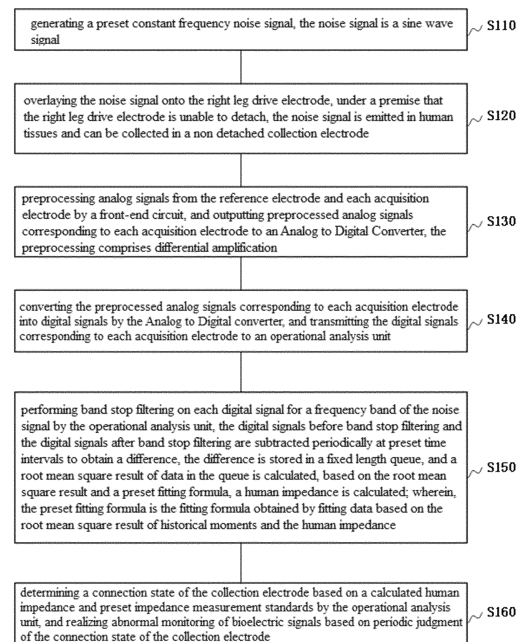 generating a preset constant frequency noise signal, the noise signal is a sine wave
signal
S110
overlaying the noise signal onto the right leg drive electrode, under a premise that
the right leg drive electrode is unable to detach, the noise signal is emitted in human
tissues and can be collected in a non detached collection electrode
S120
preprocessing analog signals from the reference electrode and each acquisition
electrode by a front-end circuit, and outputting preprocessed analog signals
corresponding to each acquisition electrode to an Analog to Digital Converter, the
preprocessing comprises differential amplification
S130
converting the preprocessed analog signals corresponding to each acquisition electrode
into digital signals by the Analog to Digital converter, and transmitting the digital signals
corresponding to each acquisition electrode to an operational analysis unit
S140
performing band stop filtering on each digital signal for a frequency band of the noise
signal by the operational analysis unit, the digital signals before band stop filtering and
the digital signals after band stop filtering are subtracted periodically at preset time
intervals to obtain a difference, the difference is stored in a fixed length queue, and a
root mean square result of data in the queue is calculated, based on the root mean
square result and a preset fitting formula, a human impedance is calculated; wherein,
the preset fitting formula is the fitting formula obtained by fitting data based on the
root mean square result of historical moments and the human impedance
S150
determining a connection state of the collection electrode based on a calculated human
impedance and preset impedance measurement standards by the operational analysis
unit, and realizing abnormal monitoring of bioelectric signals based on periodic judgment
of the connection state of the collection electrode
S160